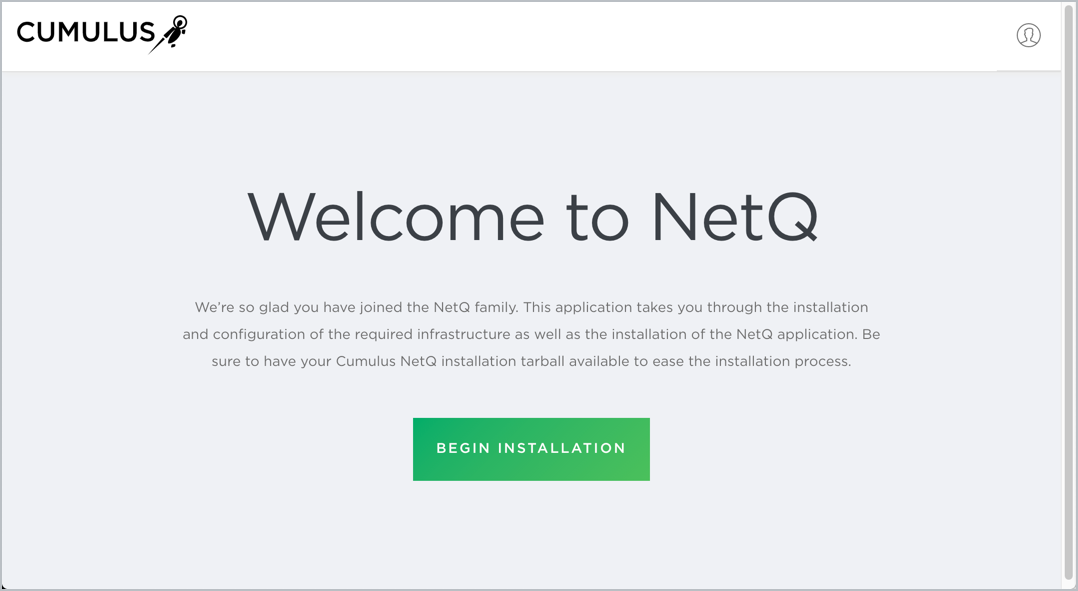 CUMULUS
Welcome to NetQ
We're so glad you have joined the NetQ family. This application takes you through the installation
and configuration of the required infrastructure as well as the installation of the NetQ application. Be
sure to have your Cumulus NetQ installation tarball available to ease the installation process.
BEGIN INSTALLATION